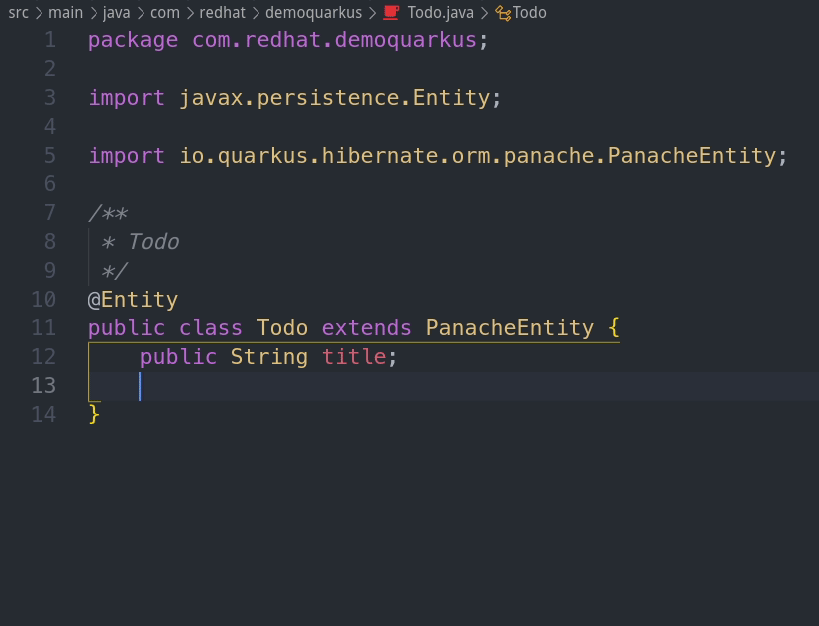 src > main > java > com > redhat > demoquarkus > Todo.java > Todo
1 package com.redhat.demoquarkus;
2
3 import javax.persistence.Entity;
4
5 import io.quarkus.hibernate.orm.panache.PanacheEntity;
6
7 /**
8  * Todo
9  */
10 @Entity
11 public class Todo extends PanacheEntity {
12     public String title;
13
14 }